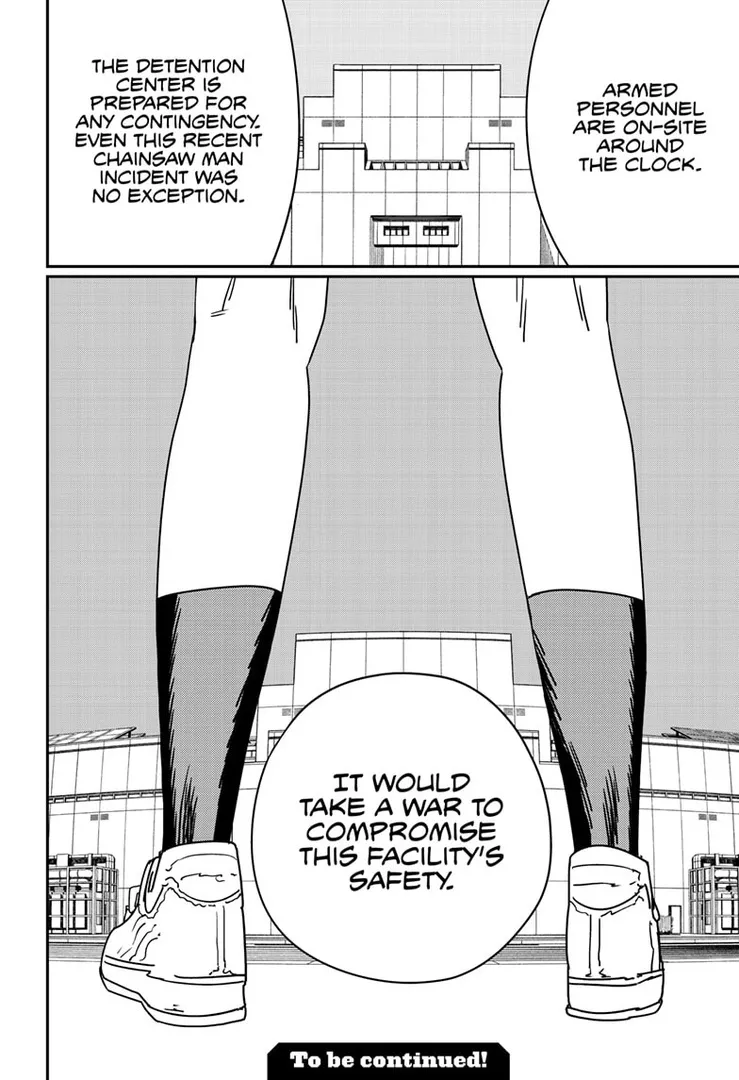 ARMED
PERSONNEL
ARE ON-SITE
AROUND
THE CLOCK.
THE DETENTION
CENTER IS
PREPARED FOR
ANY CONTINGENCY.
EVEN THIS RECENT
CHAINSAW MAN
INCIDENT WAS
NO EXCEPTION.
IT WOULD
TAKE A WAR TO
COMPROMISE
THIS FACILITY'S
SAFETY.
To be continued!